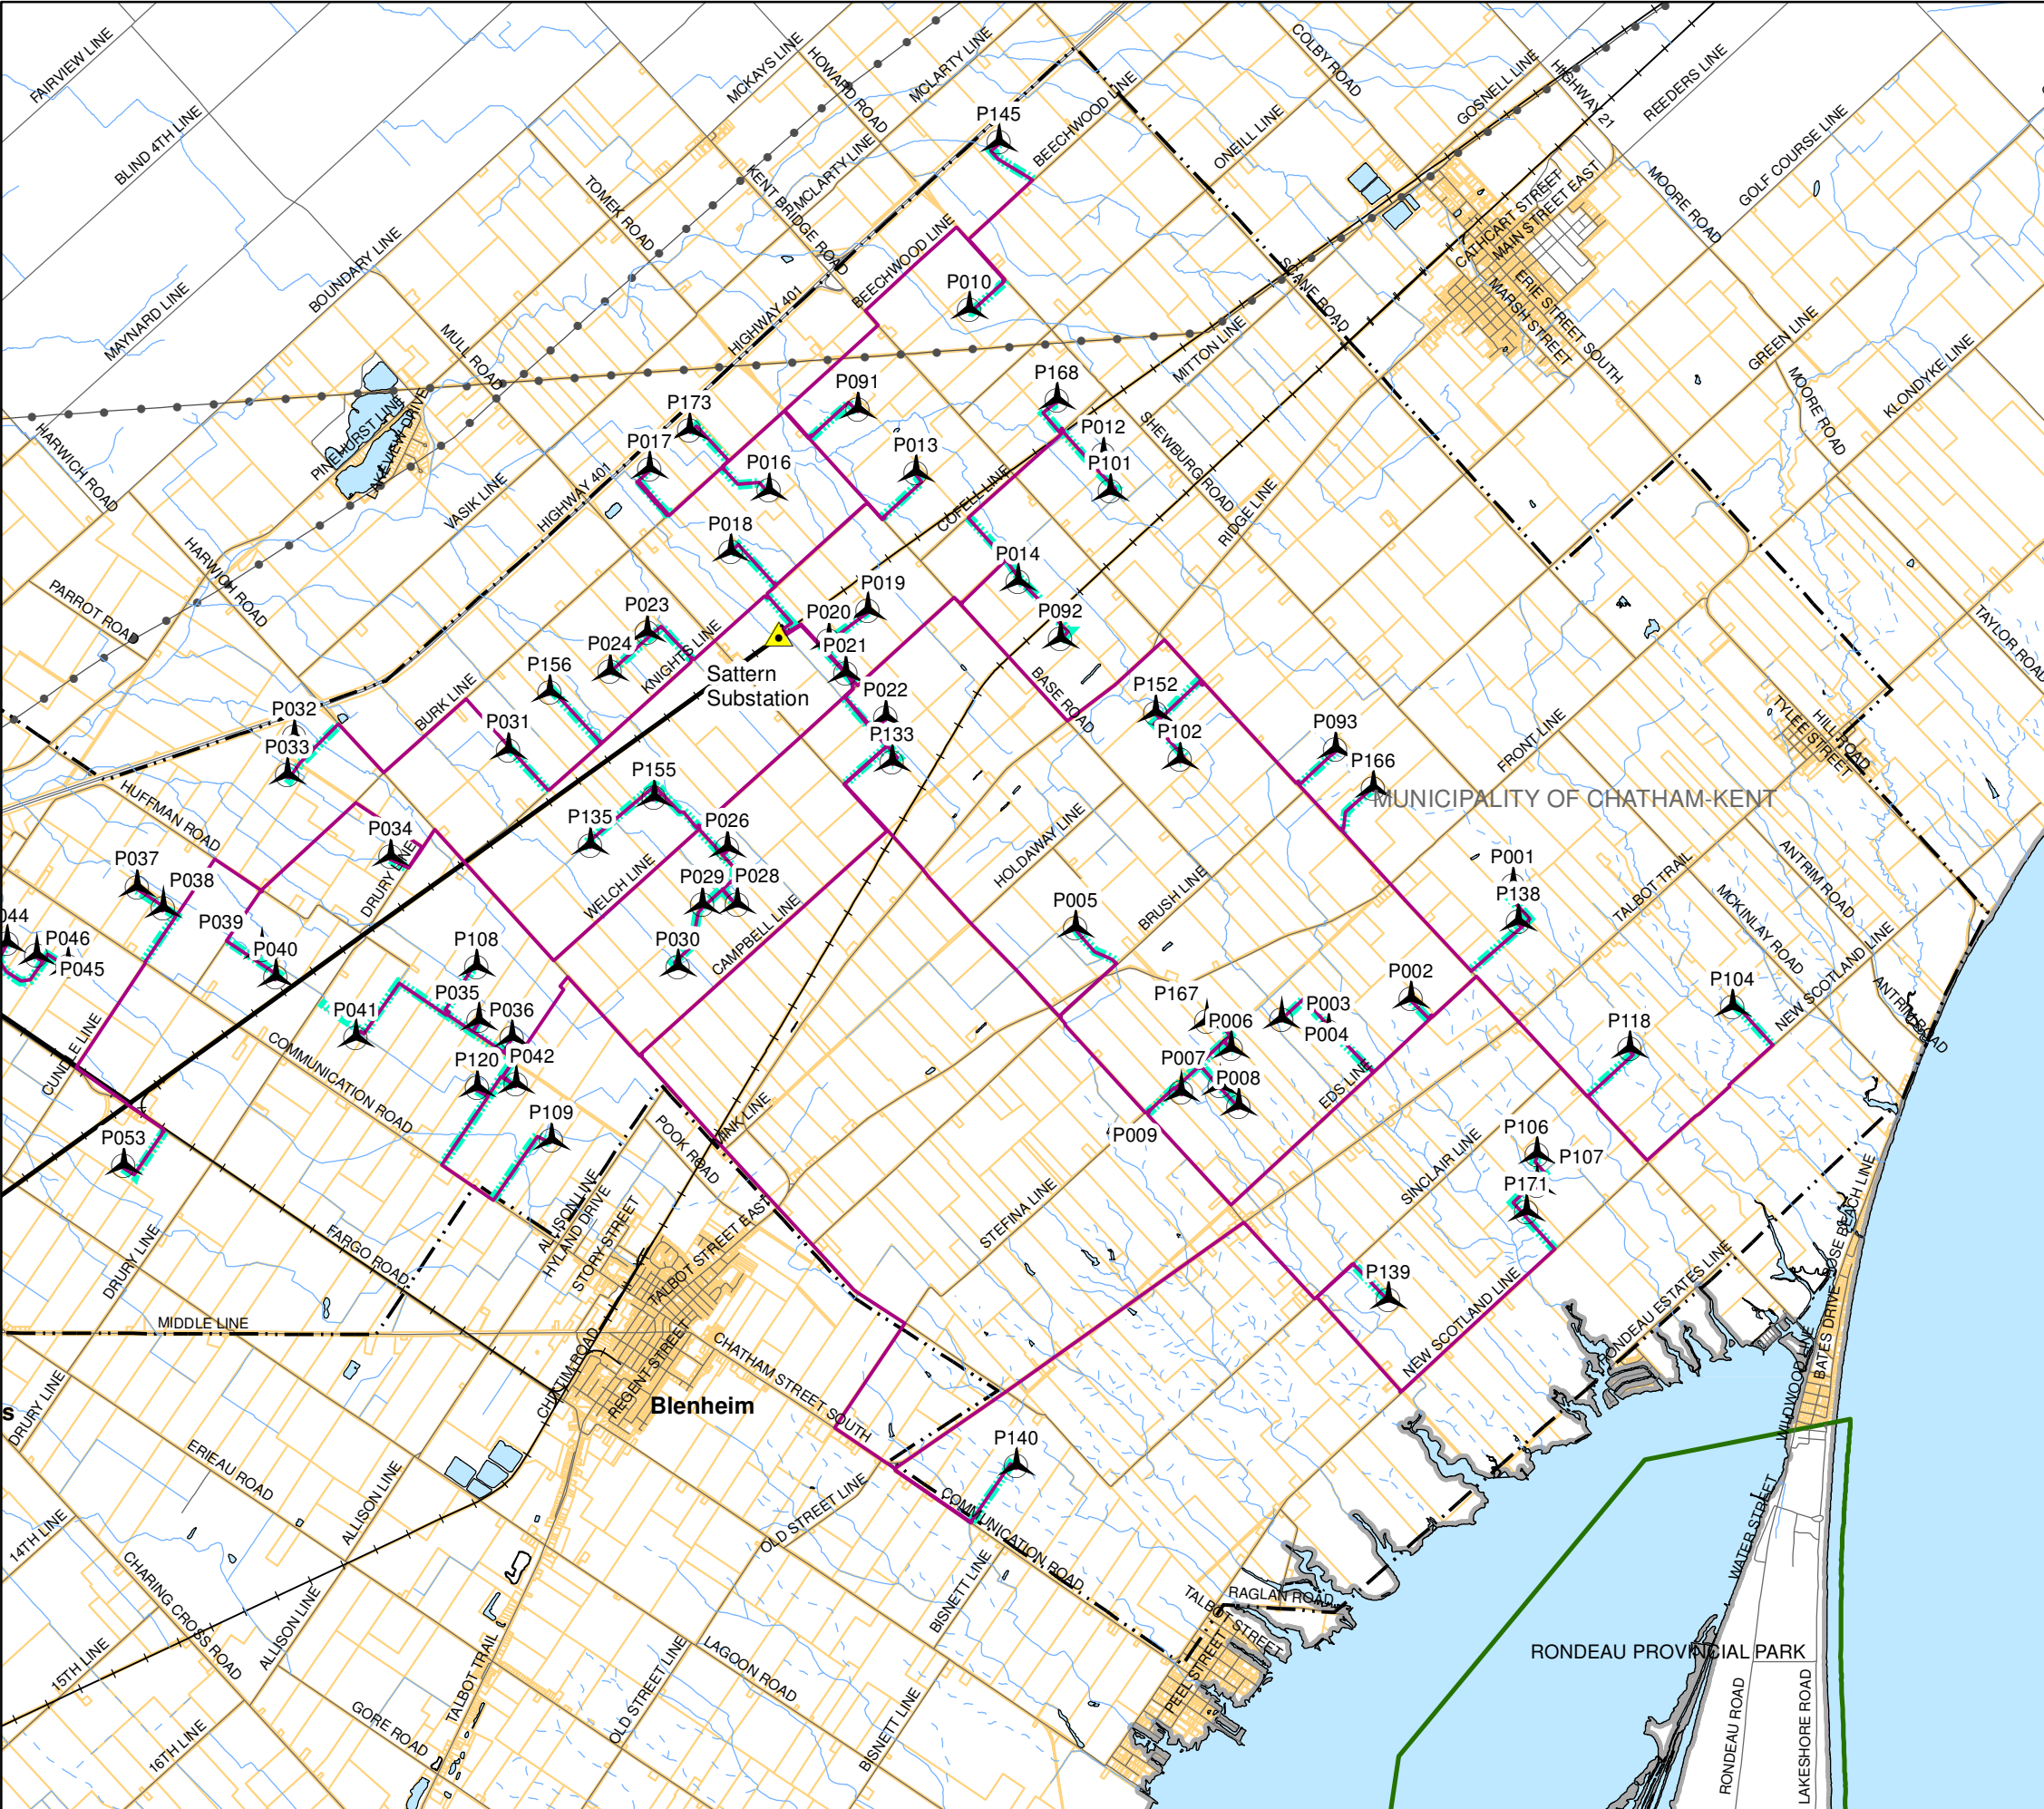 FAIRVIEW LINE
BLIND 4TH LINE
MAYNARD LINE
BOUNDARY LINE
MCKAYS LINE
HOWARD ROAD
MCLARTY LINE
BEECHWOOD LINE
COLBY ROAD
GOSNELL LINE
HIGHWAY 21
REEDERS LINE
ONEILL LINE
P145
TOMEK ROAD
KENT BRIDGE ROAD
MCLARTY LINE
MOORE ROAD
GOLF COURSE LINE
CATHCART STREET
MAIN STREET EAST
ERIE STREET SOUTH
MARSH STREET
BEECHWOOD LINE
P010
HIGHWAY 401
SCANE ROAD
MITTON LINE
GREEN LINE
KLONDYKE LINE
MOORE ROAD
MULL ROAD
PINEHURST LINE
LAKEVIEW DRIVE
HARWICH ROAD
VASIK LINE
HIGHWAY 401
P173
P091
P168
P017
P016
P013
P012
P101
SHEWBURG ROAD
RIDGE LINE
COFELL LINE
P018
P014
HARWICH ROAD
PARROT ROAD
P023
P024
P019
P020
P021
P092
KNIGHTS LINE
Sattern
Substation
TAYLOR ROAD
P156
P022
P133
BASE ROAD
P152
P102
P093
P166
FRONT LINE
HILL ROAD
TYLEE STREET
BURK LINE
P032
P033
P031
P155
P135
P026
MUNICIPALITY OF CHATHAM-KENT
HUFFMAN ROAD
P034
DRURY LINE
P037
P038
P029
P028
WELCH LINE
CAMPBELL LINE
P030
HOLDAWAY LINE
BRUSH LINE
P005
P001
P138
TALBOT TRAIL
ANTRIM ROAD
MCKINLAY ROAD
NEW SCOTLAND LINE
ANTRIM ROAD
P039
P040
044
P046
P045
P108
P035
P036
P041
P167
P006
P003
P004
P002
P104
P118
CUNDLE LINE
COMMUNICATION ROAD
P120
P042
P109
P007
P008
P009
EDS LINE
MINK LINE
POOK ROAD
P053
P106
P107
P171
SINCLAIR LINE
STEFINA LINE
P139
NEW SCOTLAND LINE
RONDEAU ESTATES LINE
ROSE BEACH LINE
BATES DRIVE
WILDWOOD LINE
DRURY LINE
FARGO ROAD
ALLISON LINE
HYLAND DRIVE
STORY STREET
TALBOT STREET EAST
MIDDLE LINE
CHATHAM STREET SOUTH
REGENT STREET
Blenheim
s
DRURY LINE
ERIEAU ROAD
ALLISON LINE
P140
OLD STREET LINE
COMMUNICATION ROAD
BISNETT LINE
RAGLAN ROAD
TALBOT STREET
PEEL STREET
WATER STREET
14TH LINE
CHARING CROSS ROAD
ALLISON LINE
15TH LINE
16TH LINE
GORE ROAD
TALBOT TRAIL
OLD STREET LINE
LAGOON ROAD
BISNETT LINE
RONDEAU PROVINCIAL PARK
RONDEAU ROAD
LAKESHORE ROAD